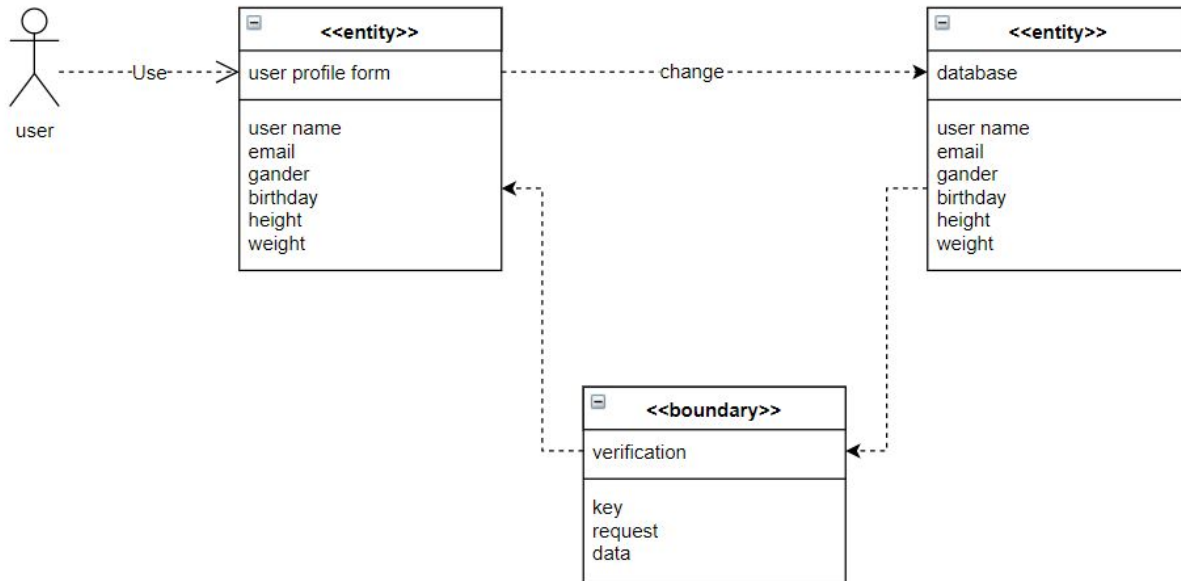 user
Use
<<entity>>
user profile form
user name
email
gander
birthday
height
weight
change
<<entity>>
database
user name
email
gander
birthday
height
weight
<<boundary>>
verification
key
request
data